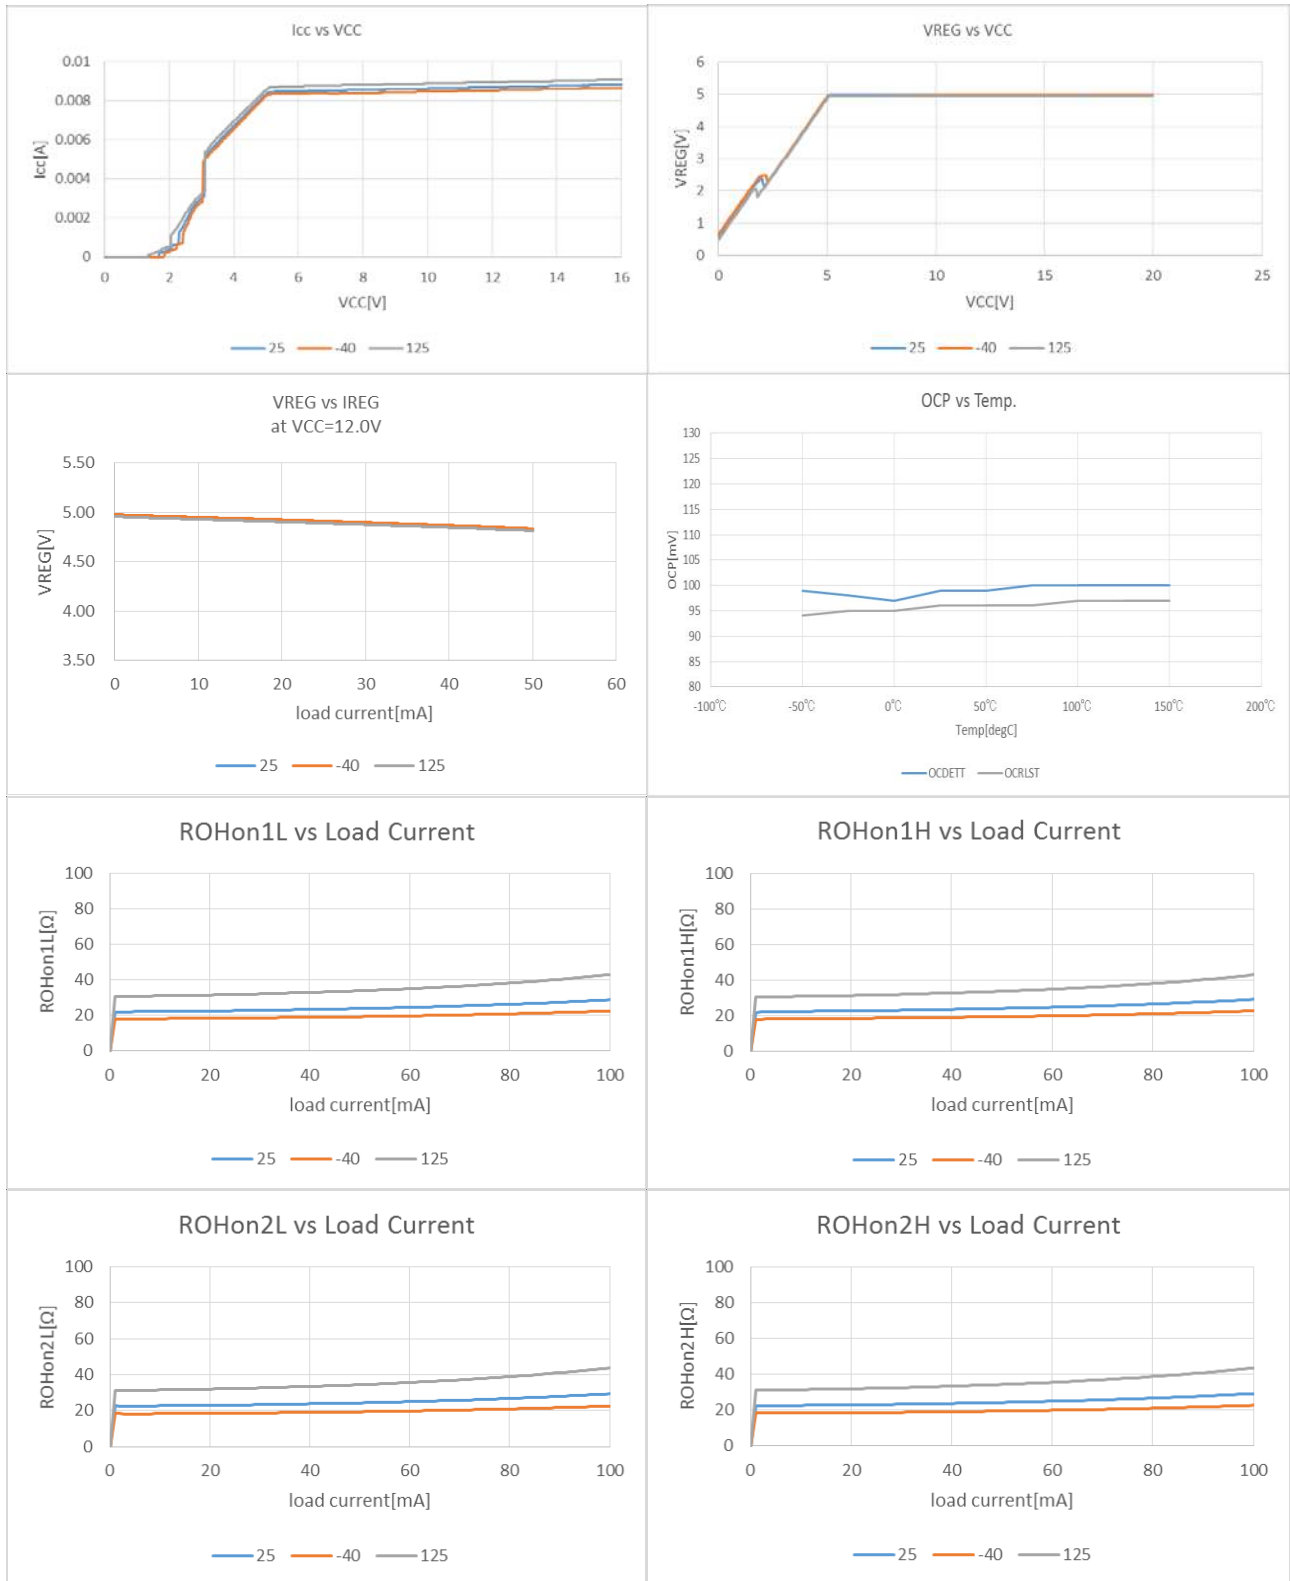 Icc vs VCC
0.01
0.008
0.006
0.004
0.002
0
Icc[A]
0 2 4 6 8 10 12 14 16
VCC[V]
25 -40 125
VREG vs VCC
6
5
4
3
2
1
0
VREG[V]
0 5 10 15 20 25
VCC[V]
25 -40 125
VREG vs IREG
at VCC=12.0V
5.50
5.00
4.50
4.00
3.50
VREG[V]
0 10 20 30 40 50 60
load current[mA]
25 -40 125
OCP vs Temp.
130
125
120
115
110
105
100
95
90
85
80
OCP[mV]
-100℃ -50℃ 0℃ 50℃ 100℃ 150℃ 200℃
Temp[degC]
OCDETT OCRLST
ROHon1L vs Load Current
100
80
60
40
20
0
ROHon1L[Ω]
0 20 40 60 80 100
load current[mA]
25 -40 125
ROHon1H vs Load Current
100
80
60
40
20
0
ROHon1H[Ω]
0 20 40 60 80 100
load current[mA]
25 -40 125
ROHon2L vs Load Current
100
80
60
40
20
0
ROHon2L[Ω]
0 20 40 60 80 100
load current[mA]
25 -40 125
ROHon2H vs Load Current
100
80
60
40
20
0
ROHon2H[Ω]
0 20 40 60 80 100
load current[mA]
25 -40 125